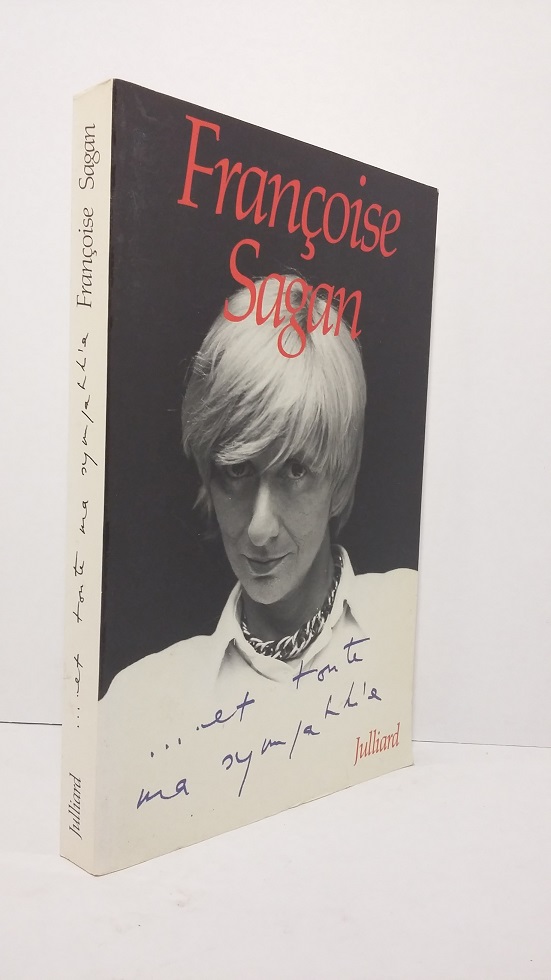 Françoise
Sagan
....et toute
ma sympathie
Julliard
Julliard ....et toute ma sympathie Françoise Sagan